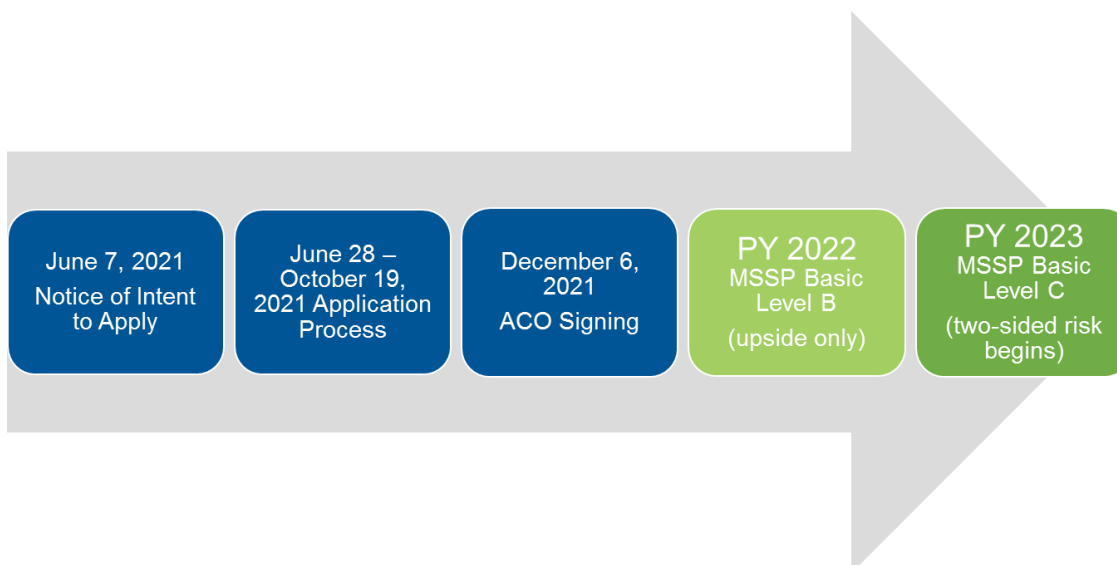 June 7, 2021
Notice of Intent
to Apply
June 28 –
October 19,
2021 Application
Process
December 6,
2021
ACO Signing
PY 2022
MSSP Basic
Level B
(upside only)
PY 2023
MSSP Basic
Level C
(two-sided risk
begins)